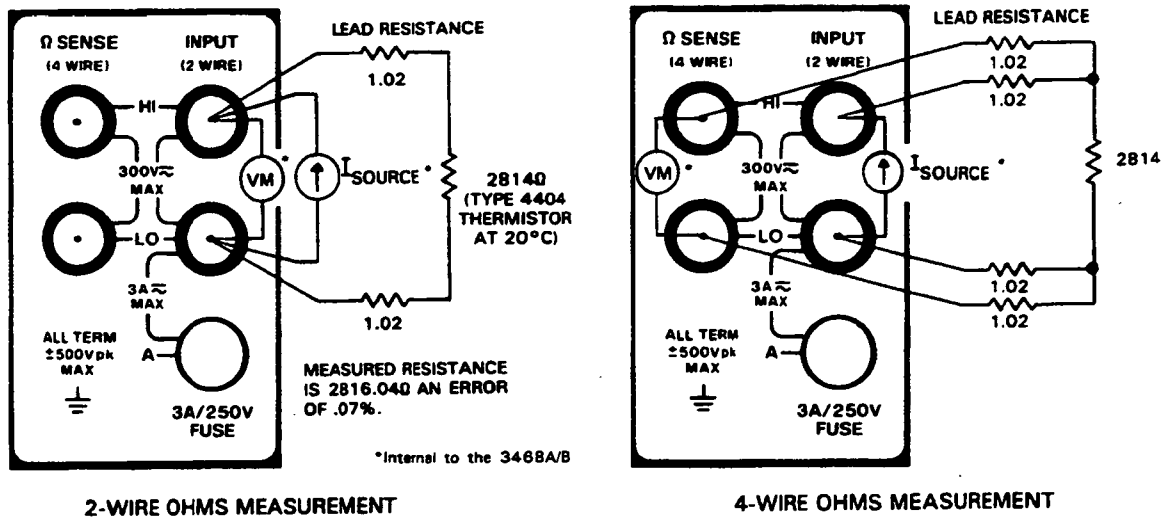 Ω SENSE
(4 WIRE)
INPUT
(2 WIRE)
HI
300V≂
MAX
LO
3A≂
MAX
ALL TERM
±500Vpk
MAX
A
3A/250V
FUSE
VM
*
I SOURCE *
LEAD RESISTANCE
1.02
2814Ω
(TYPE 4404
THERMISTOR
AT 20°C)
1.02
MEASURED RESISTANCE
IS 2816.04Ω AN ERROR
OF .07%.
*Internal to the 3468A/B
2-WIRE OHMS MEASUREMENT
Ω SENSE
(4 WIRE)
INPUT
(2 WIRE)
HI
300V≂
MAX
LO
3A≂
MAX
ALL TERM
±500Vpk
MAX
A
3A/250V
FUSE
VM
*
I SOURCE *
LEAD RESISTANCE
1.02
1.02
2814
1.02
1.02
4-WIRE OHMS MEASUREMENT